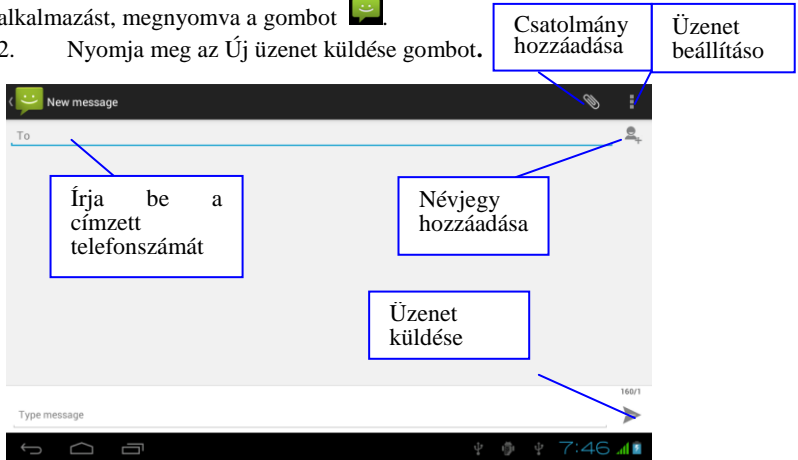 alkalmazást, megnyomva a gombot .
2. Nyomja meg az Új üzenet küldése gombot.
Csatolmány
hozzáadása
Üzenet
beállításo
New message
To
Írja be a
címzett
telefonszámát
Névjegy
hozzáadása
Üzenet
küldése
160/1
Type message
7:46